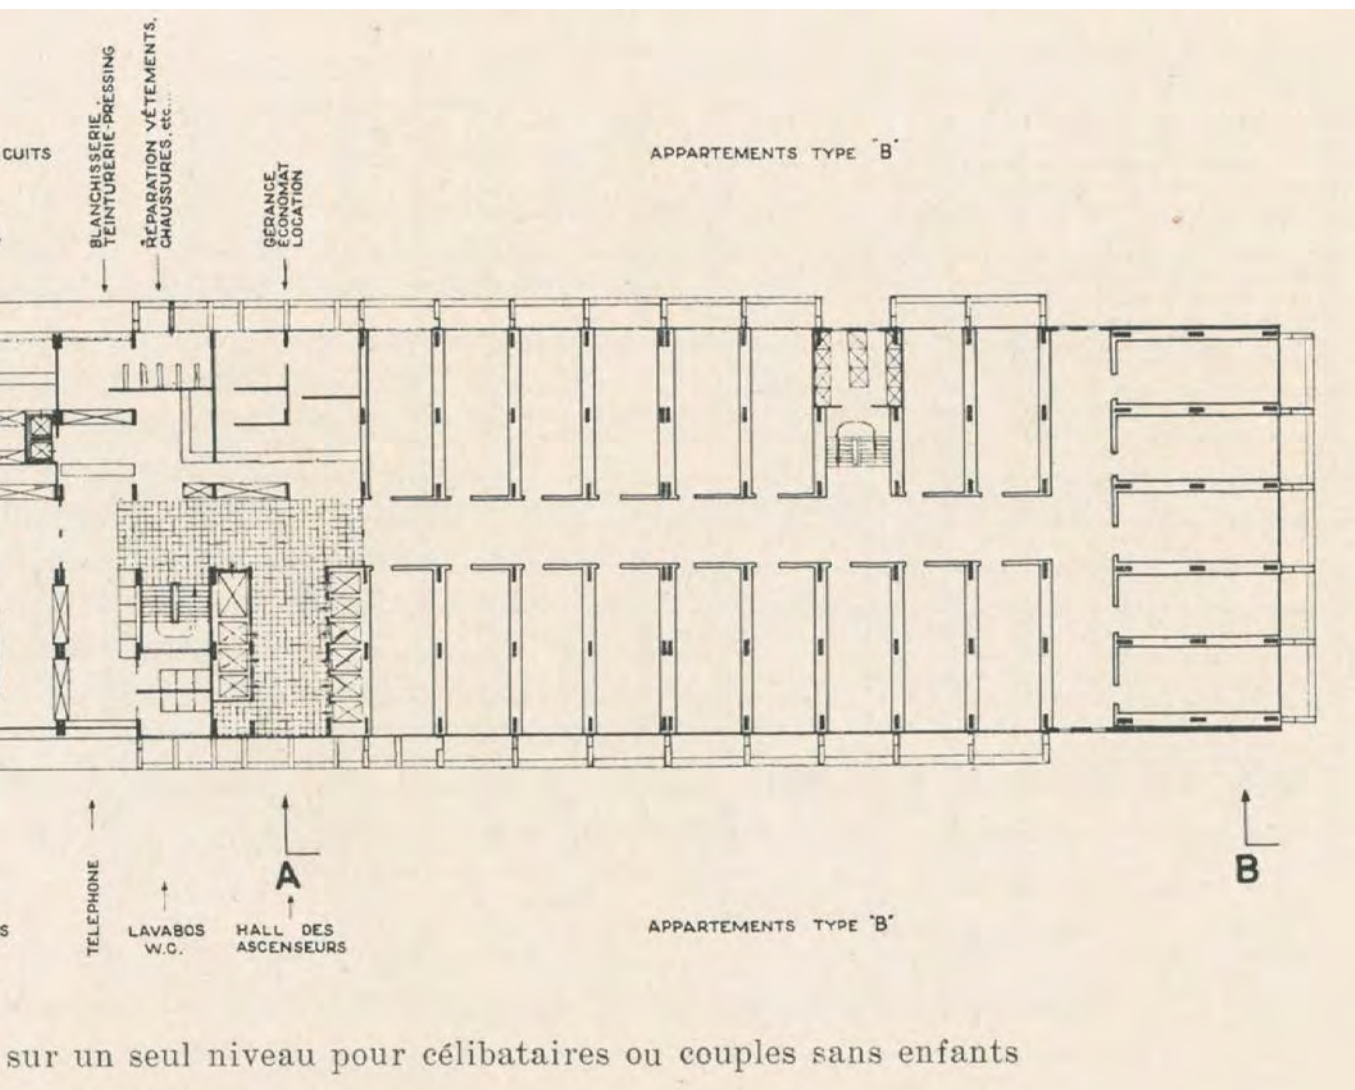 CUITS
BLANCHISSERIE,
TEINTURERIE-PRESSING
RÉPARATION VÊTEMENTS,
CHAUSSURES, etc...
GÉRANCE
ÉCONOMAT
LOCATION
APPARTEMENTS TYPE "B"
TELEPHONE
LAVABOS
W.C.
A
HALL DES
ASCENSEURS
APPARTEMENTS TYPE "B"
B
S
sur un seul niveau pour célibataires ou couples sans enfants